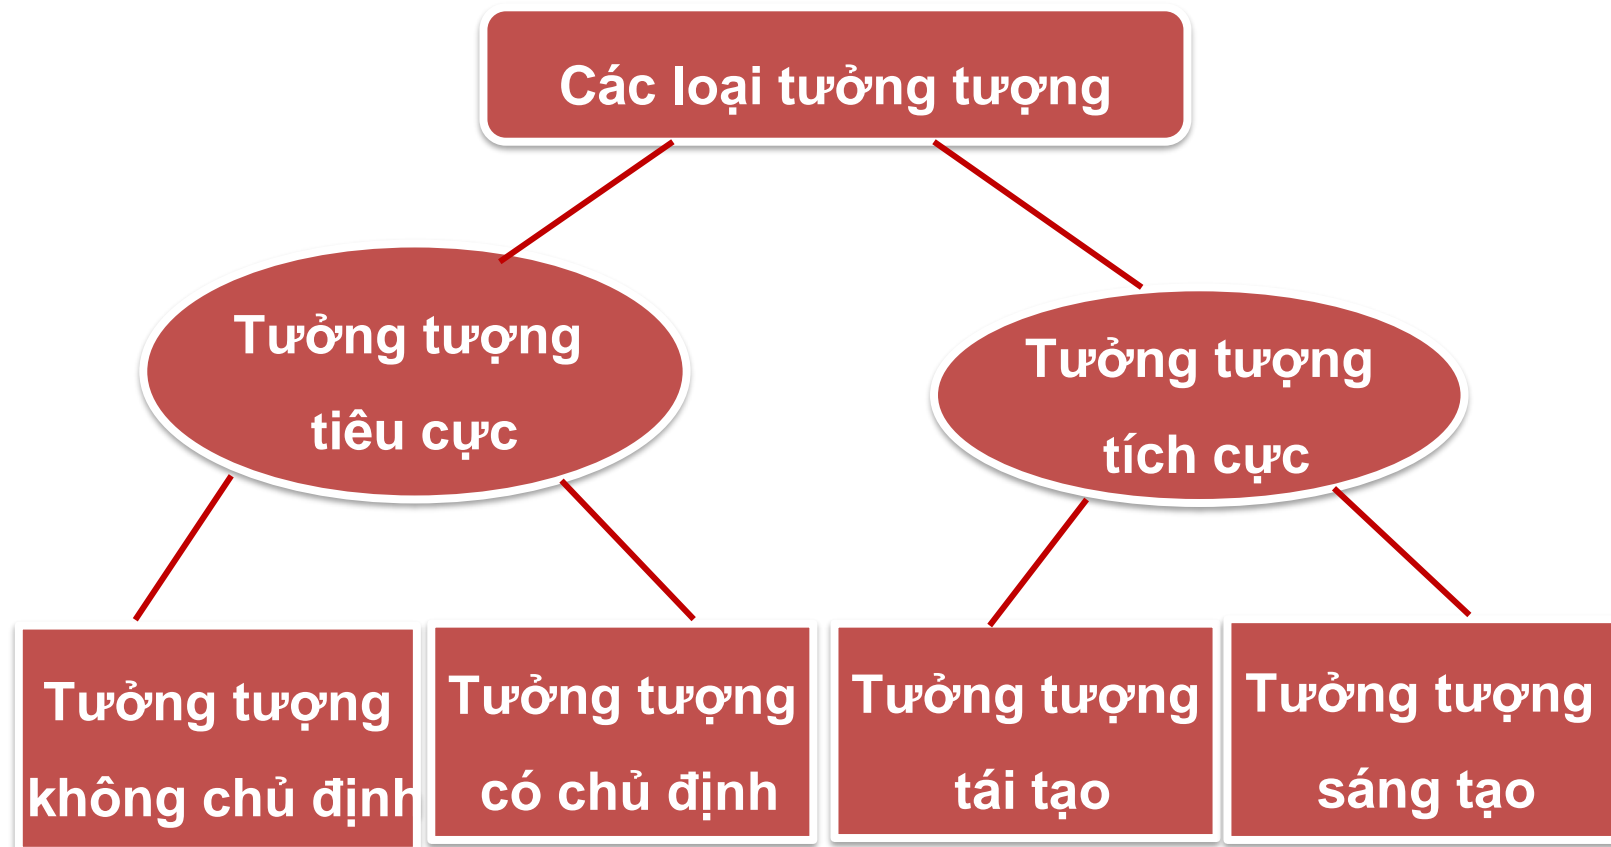 Các loại tưởng tượng
Tưởng tượng
tiêu cực
Tưởng tượng
tích cực
Tưởng tượng
không chủ định
Tưởng tượng
có chủ định
Tưởng tượng
tái tạo
Tưởng tượng
sáng tạo